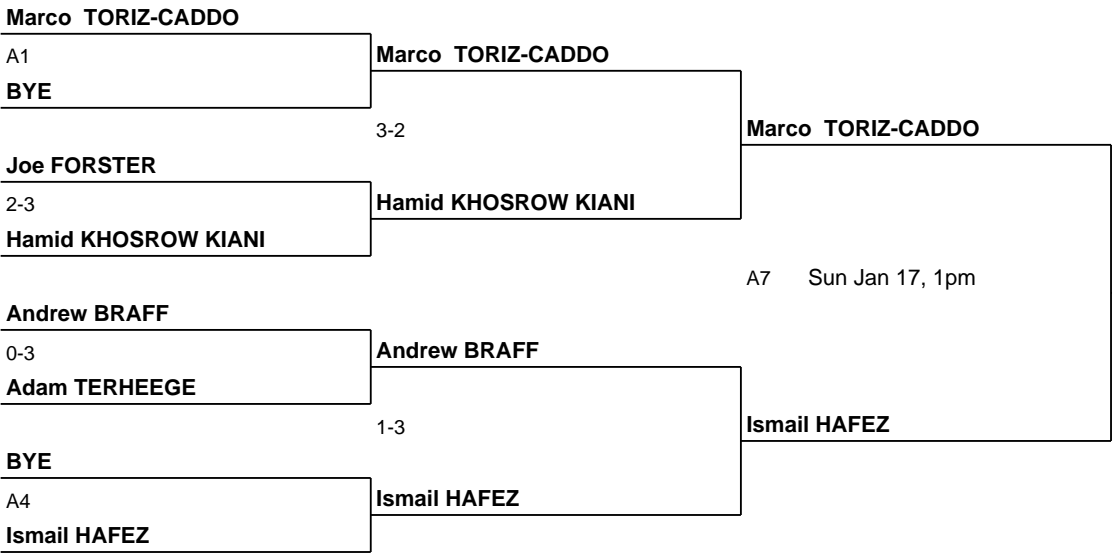 Marco  TORIZ-CADDO
A1
BYE
Marco  TORIZ-CADDO
3-2
Marco  TORIZ-CADDO
Joe FORSTER
2-3
Hamid KHOSROW KIANI
Hamid KHOSROW KIANI
A7 Sun Jan 17, 1pm
Andrew BRAFF
0-3
Adam TERHEEGE
Andrew BRAFF
1-3
Ismail HAFEZ
BYE
A4
Ismail HAFEZ
Ismail HAFEZ